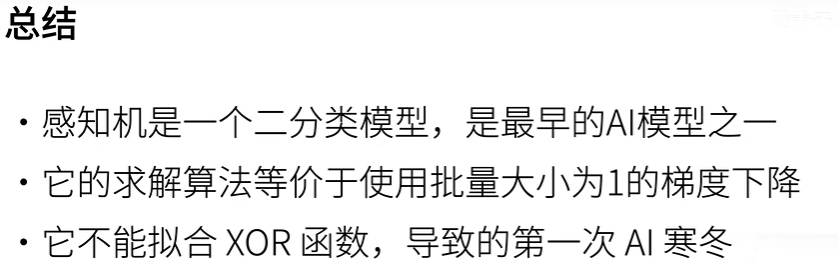 总结
• 感知机是一个二分类模型，是最早的AI模型之一
• 它的求解算法等价于使用批量大小为1的梯度下降
• 它不能拟合 XOR 函数，导致的第一次 AI 寒冬